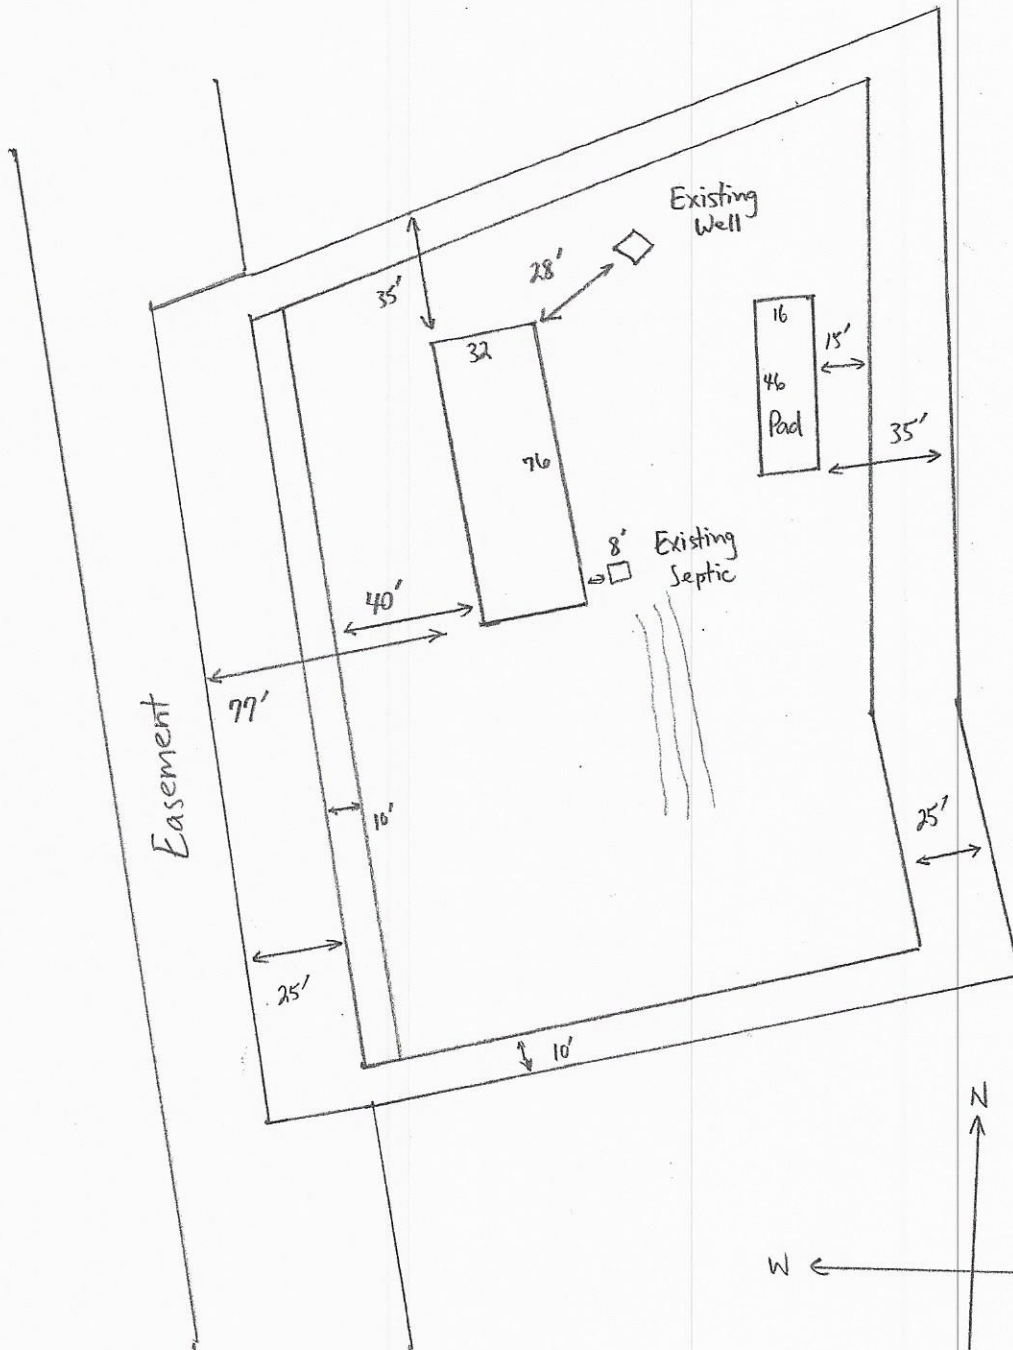 Existing
Well
28'
35'
16
32
15'
46
Pad
35'
76
8'
Existing
Septic
40'
77'
Easement
10'
25'
25'
10'
N
W